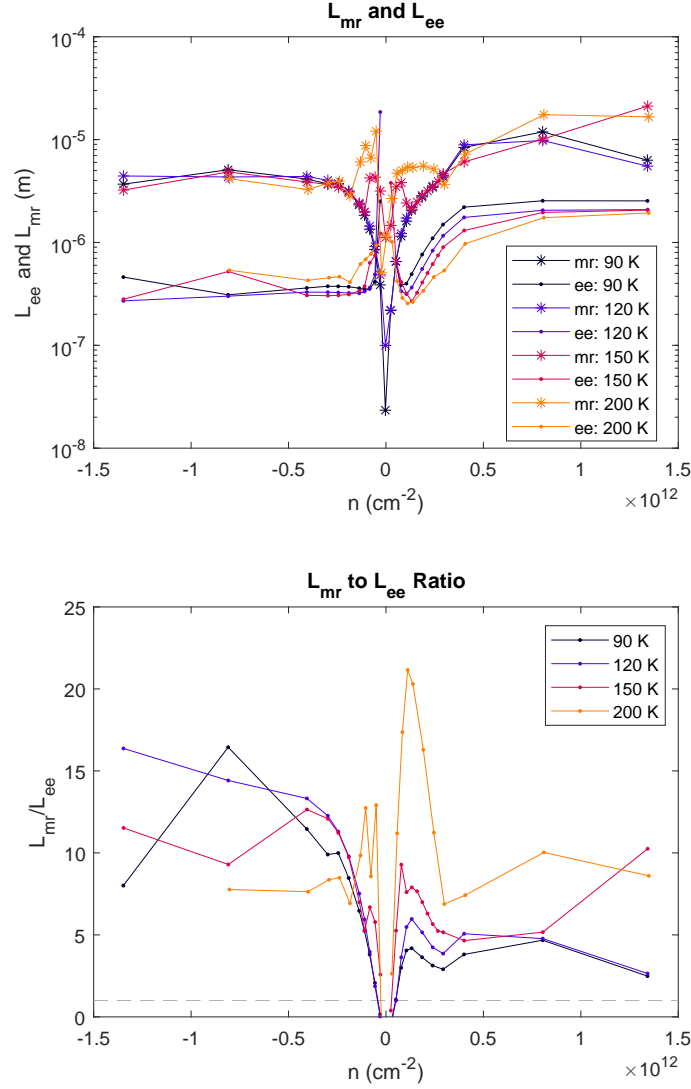 L_mr and L_ee
10^-4
10^-5
10^-6
10^-7
10^-8
L_ee and L_mr (m)
mr: 90 K
ee: 90 K
mr: 120 K
ee: 120 K
mr: 150 K
ee: 150 K
mr: 200 K
ee: 200 K
-1.5 -1 -0.5 0 0.5 1 1.5
n (cm^-2)
×10^12
L_mr to L_ee Ratio
25
20
15
10
5
0
L_mr/L_ee
90 K
120 K
150 K
200 K
-1.5 -1 -0.5 0 0.5 1 1.5
n (cm^-2)
×10^12